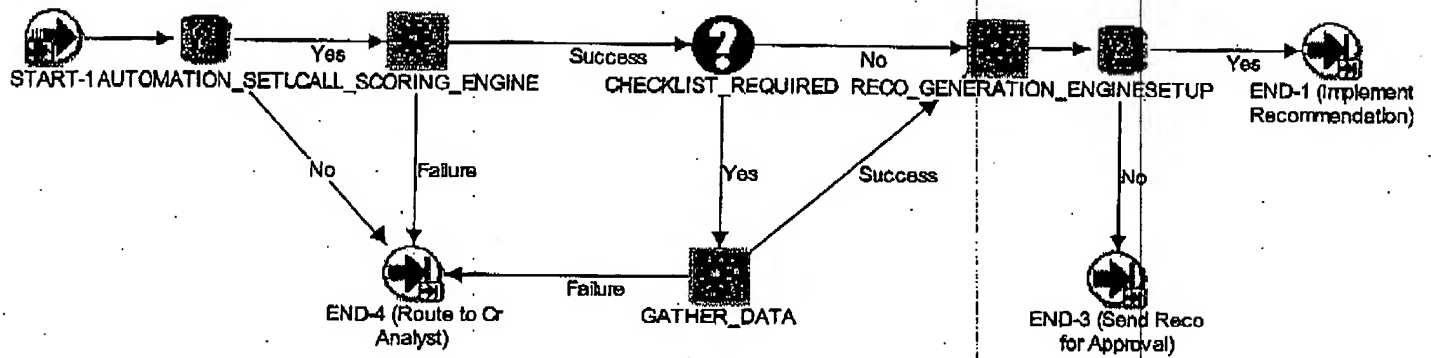 Yes Success No Yes
START-1 AUTOMATION_SETUCALL_SCORING_ENGINE CHECKLIST_REQUIRED RECO_GENERATION_ENGINESETUP END-1 (Implement
Recommendation)
No Failure Yes Success No
Failure
END-4 (Route to Cr
Analyst)
GATHER_DATA
END-3 (Send Reco
for Approval)